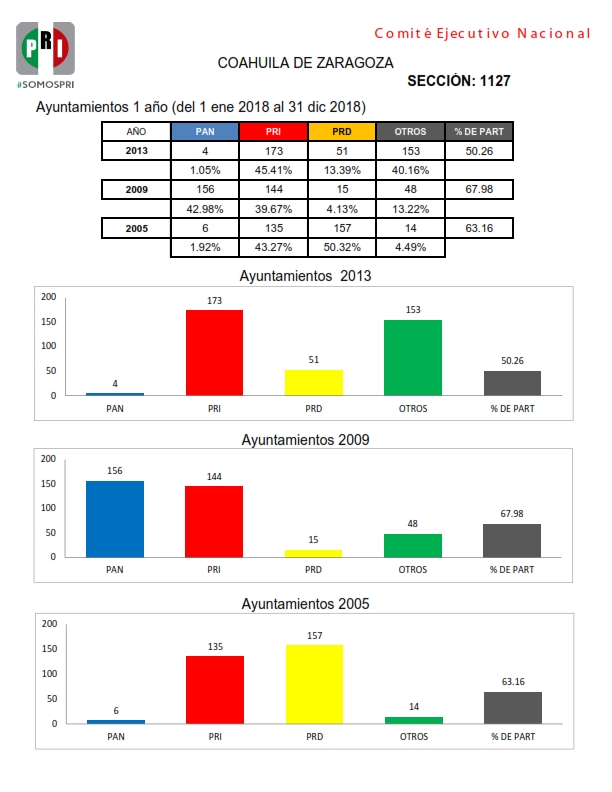 Comité Ejecutivo Nacional
PRI
#SOMOSPRI
COAHUILA DE ZARAGOZA
SECCIÓN: 1127
Ayuntamientos 1 año (del 1 ene 2018 al 31 dic 2018)
AÑO PAN PRI PRD OTROS % DE PART
2013 4 173 51 153 50.26
1.05% 45.41% 13.39% 40.16%
2009 156 144 15 48 67.98
42.98% 39.67% 4.13% 13.22%
2005 6 135 157 14 63.16
1.92% 43.27% 50.32% 4.49%
Ayuntamientos 2013
200
150
100
50
0
4 173 51 153 50.26
PAN PRI PRD OTROS % DE PART
Ayuntamientos 2009
200
150
100
50
0
156 144 15 48 67.98
PAN PRI PRD OTROS % DE PART
Ayuntamientos 2005
200
150
100
50
0
6 135 157 14 63.16
PAN PRI PRD OTROS % DE PART